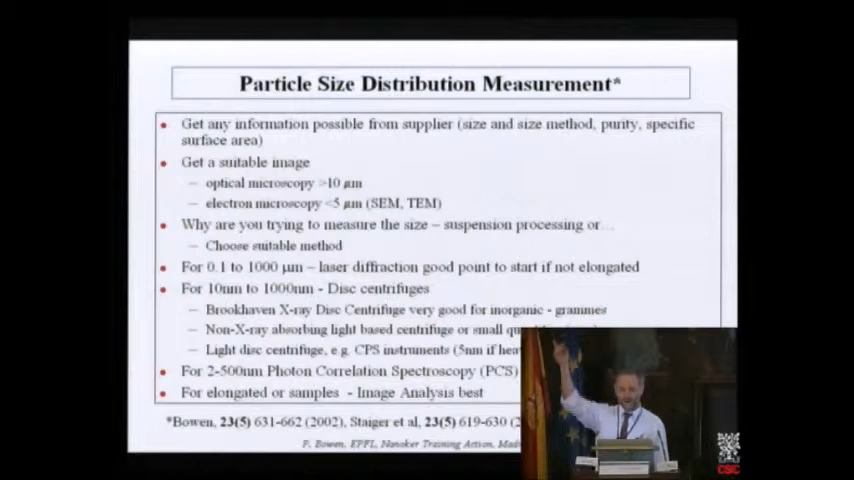 Particle Size Distribution Measurement*
Get any information possible from supplier (size and size method, purity, specific
surface area)
Get a suitable image
– optical microscopy >10 μm
– electron microscopy <5 μm (SEM, TEM)
Why are you trying to measure the size – suspension processing or…
– Choose suitable method
For 0.1 to 1000 μm – laser diffraction good point to start if not elongated
For 10nm to 1000nm - Disc centrifuges
– Brookhaven X-ray Disc Centrifuge very good for inorganic - grammes
– Non-X-ray absorbing light based centrifuge or small
– Light disc centrifuge, e.g. CPS instruments (5nm if
For 2-500nm Photon Correlation Spectroscopy (PCS)
For elongated or samples - Image Analysis best
*Bowen, 23(5) 631-662 (2002), Staiger et al, 23(5) 619-630
P. Bowen, EPFL, Nanoker Training Action,
CSIC